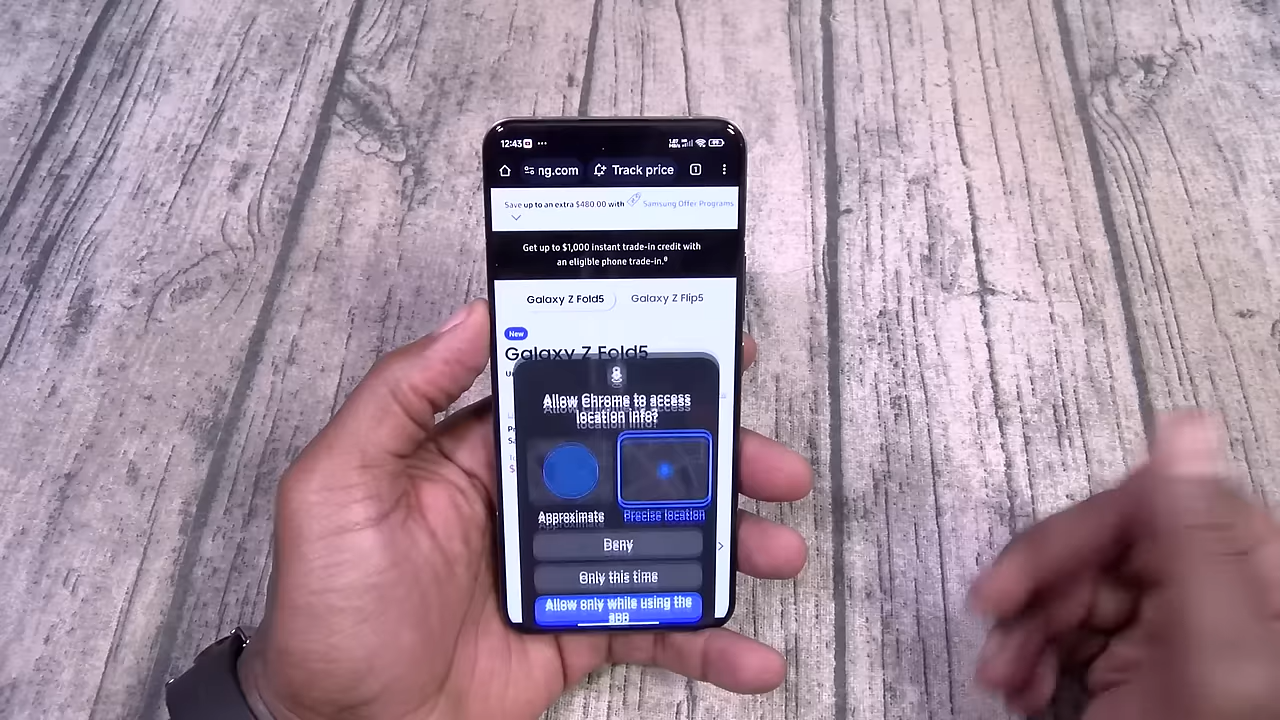 12:43
ng.com Track price 1
Save up to an extra $480.00 with Samsung Offer Programs
Get up to $1,000 instant trade-in credit with
an eligible phone trade-in.
Galaxy Z Fold5 Galaxy Z Flip5
New
Galaxy Z Fold5
Allow Chrome to access
location info?
Approximate Precise location
Deny
Only this time
Allow only while using the
app